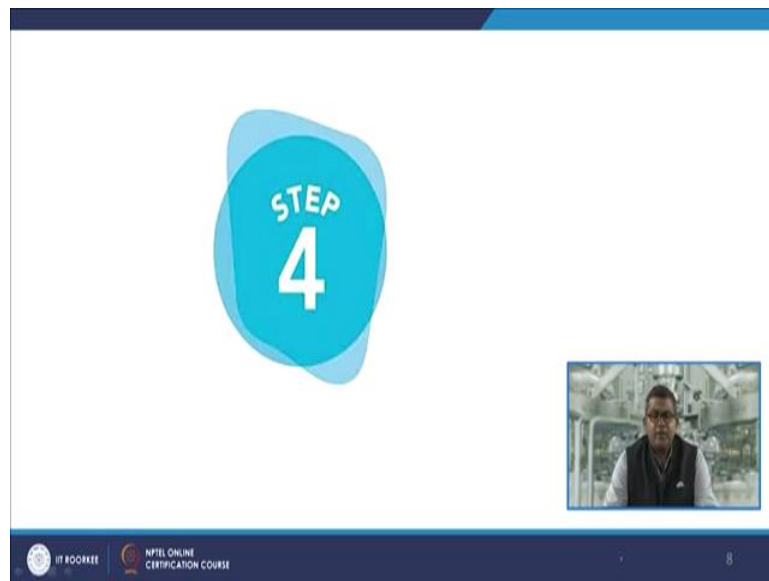 STEP
4
IIT ROORKEE
NPTEL ONLINE
CERTIFICATION COURSE
8